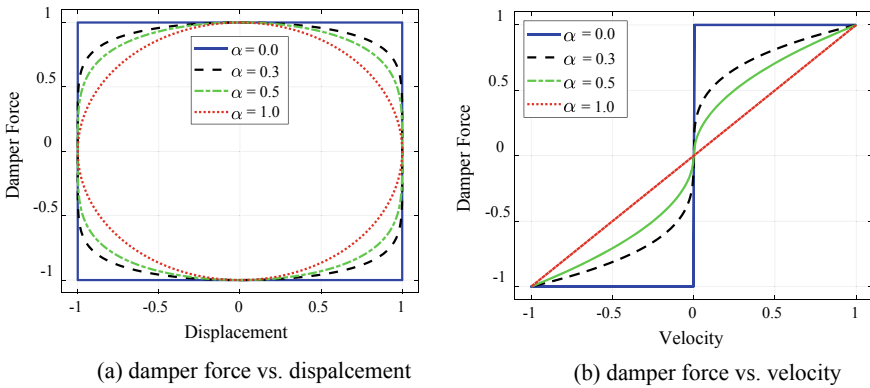 1
0.5
0
-0.5
-1
Damper Force
α = 0.0
α = 0.3
α = 0.5
α = 1.0
-1 -0.5 0 0.5 1
Displacement
(a) damper force vs. dispalcement
1
0.5
0
-0.5
-1
Damper Force
α = 0.0
α = 0.3
α = 0.5
α = 1.0
-1 -0.5 0 0.5 1
Velocity
(b) damper force vs. velocity